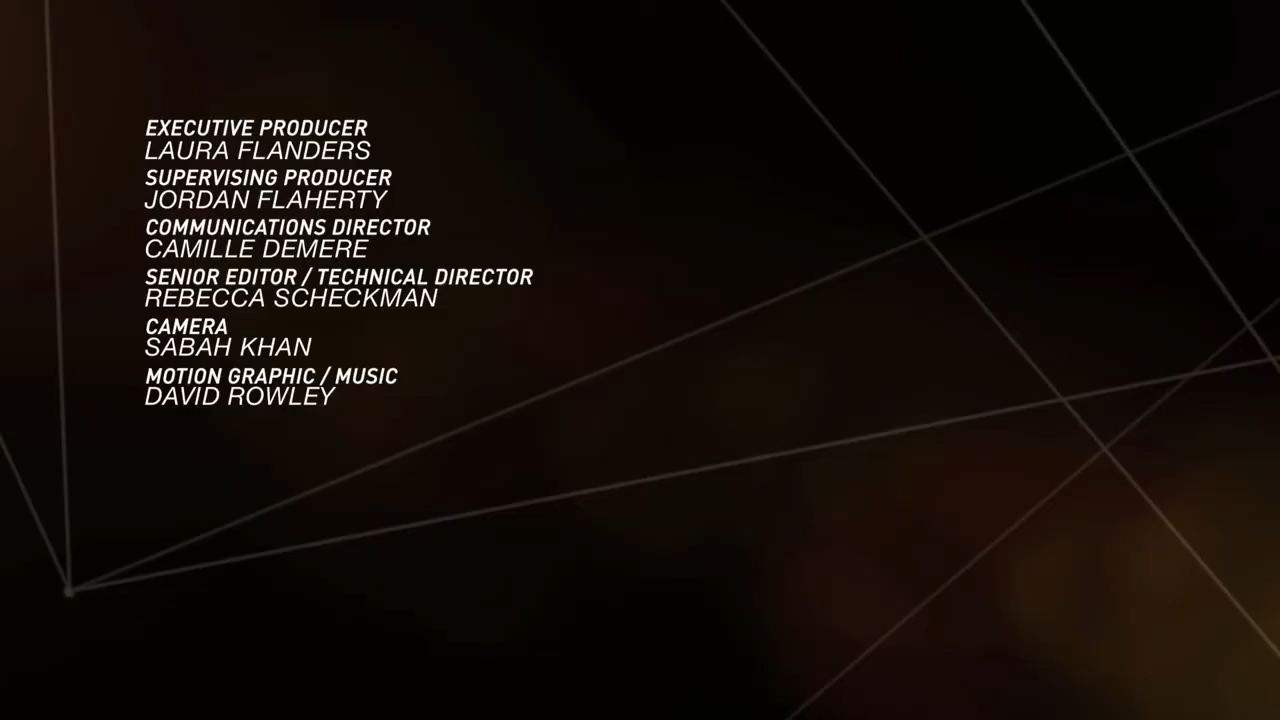 EXECUTIVE PRODUCER
LAURA FLANDERS
SUPERVISING PRODUCER
JORDAN FLAHERTY
COMMUNICATIONS DIRECTOR
CAMILLE DEMERE
SENIOR EDITOR / TECHNICAL DIRECTOR
REBECCA SCHECKMAN
CAMERA
SABAH KHAN
MOTION GRAPHIC / MUSIC
DAVID ROWLEY